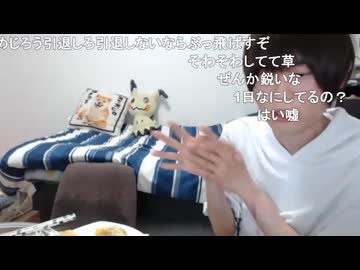 めじろう引退しろ引退しないならぶっ飛ばすぞ
そわそわしてて草
ぜんか鋭いな
1日なにしてるの？
はい嘘